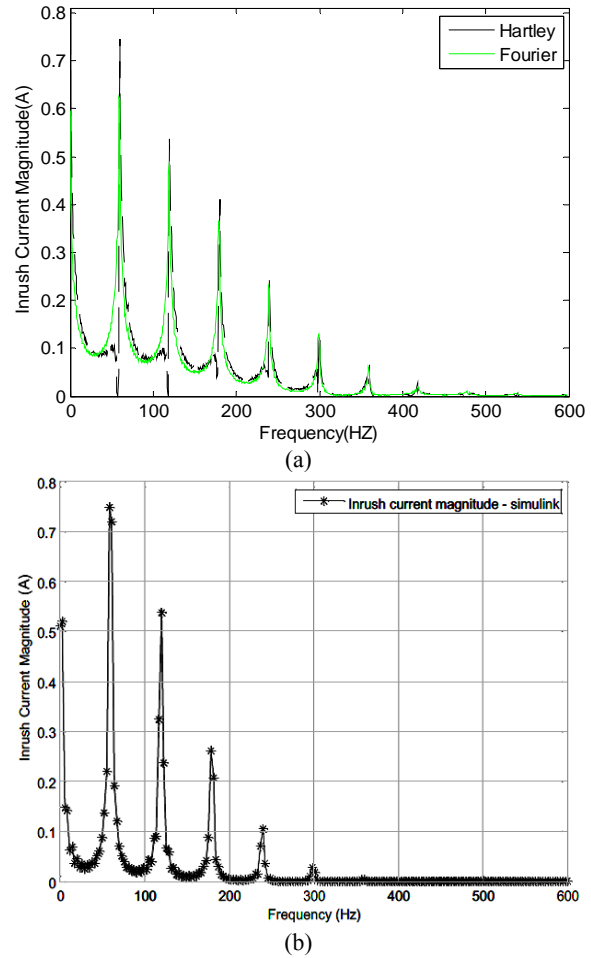 0.8
0.7
0.6
0.5
0.4
0.3
0.2
0.1
0
Inrush Current Magnitude(A)
Hartley
Fourier
0 100 200 300 400 500 600
Frequency(HZ)
(a)
0.8
0.7
0.6
0.5
0.4
0.3
0.2
0.1
0
Inrush Current Magnitude (A)
Inrush current magnitude - simulink
0 100 200 300 400 500 600
Frequency (Hz)
(b)